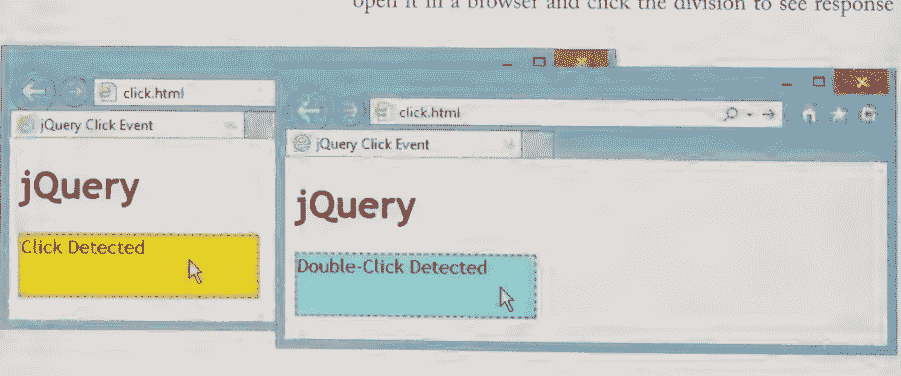 open it in a browser and click the division to see response
click.html
jQuery Click Event
jQuery
Click Detected
click.html
jQuery Click Event
jQuery
Double-Click Detected